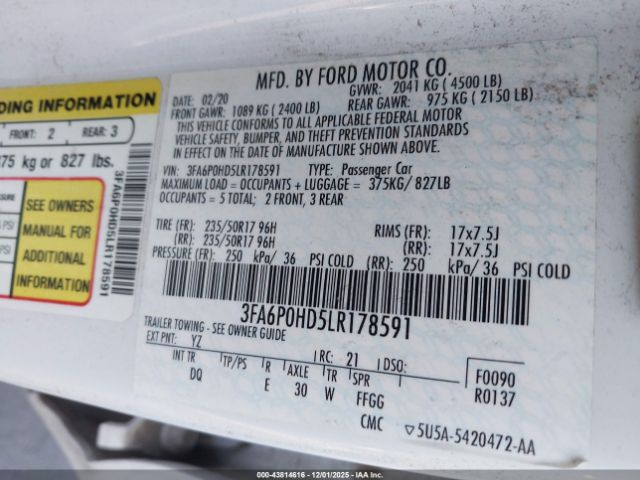 DING INFORMATION
FRONT: 2 REAR: 3
375 kg or 827 lbs.
SEE OWNERS
MANUAL FOR
ADDITIONAL
INFORMATION
3FA6P0HD5LR178591
MFD. BY FORD MOTOR CO.
DATE: 02/20 GVWR: 2041 KG ( 4500 LB)
FRONT GAWR: 1089 KG ( 2400 LB) REAR GAWR: 975 KG ( 2150 LB)
THIS VEHICLE CONFORMS TO ALL APPLICABLE FEDERAL MOTOR
VEHICLE SAFETY, BUMPER, AND THEFT PREVENTION STANDARDS
IN EFFECT ON THE DATE OF MANUFACTURE SHOWN ABOVE.
VIN: 3FA6P0HD5LR178591 TYPE: Passenger Car
MAXIMUM LOAD = OCCUPANTS + LUGGAGE = 375KG/ 827LB
OCCUPANTS = 5 TOTAL; 2 FRONT, 3 REAR
TIRE (FR): 235/50R17 96H RIMS (FR): 17x7.5J
(RR): 235/50R17 96H (RR): 17x7.5J
PRESSURE (FR): 250 kPa/ 36 PSI COLD (RR): 250 kPa/ 36 PSI COLD
3FA6P0HD5LR178591
TRAILER TOWING - SEE OWNER GUIDE
EXT PNT: YZ RC: 21 DSO:
INT TR TP/PS R AXLE TR SPR F0090
DQ E 30 W FFGG R0137
CMC 5U5A-5420472-AA
000-43814616 - 12/01/2025 - IAAI.COM